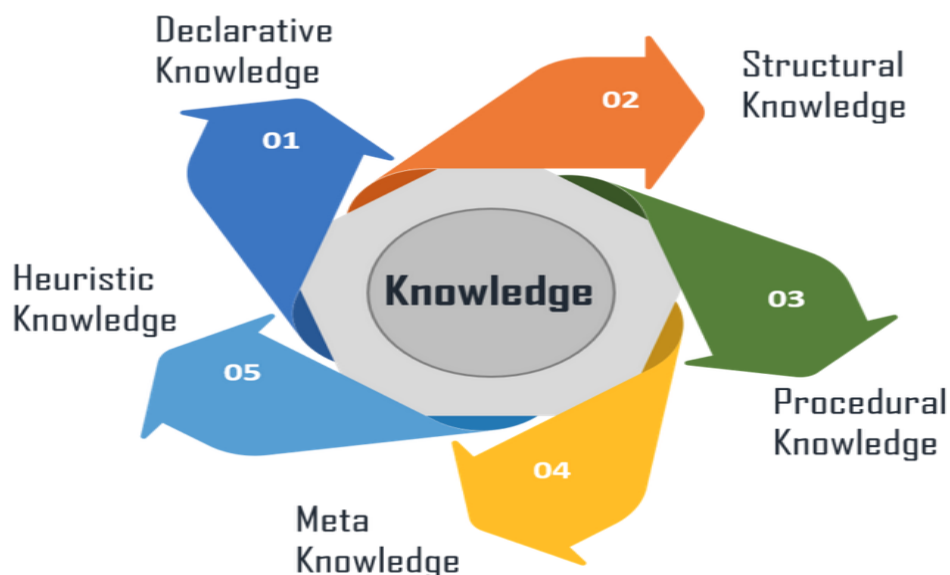 Declarative
Knowledge
01
02
Structural
Knowledge
03
Procedural
Knowledge
04
Meta
Knowledge
05
Heuristic
Knowledge
Knowledge